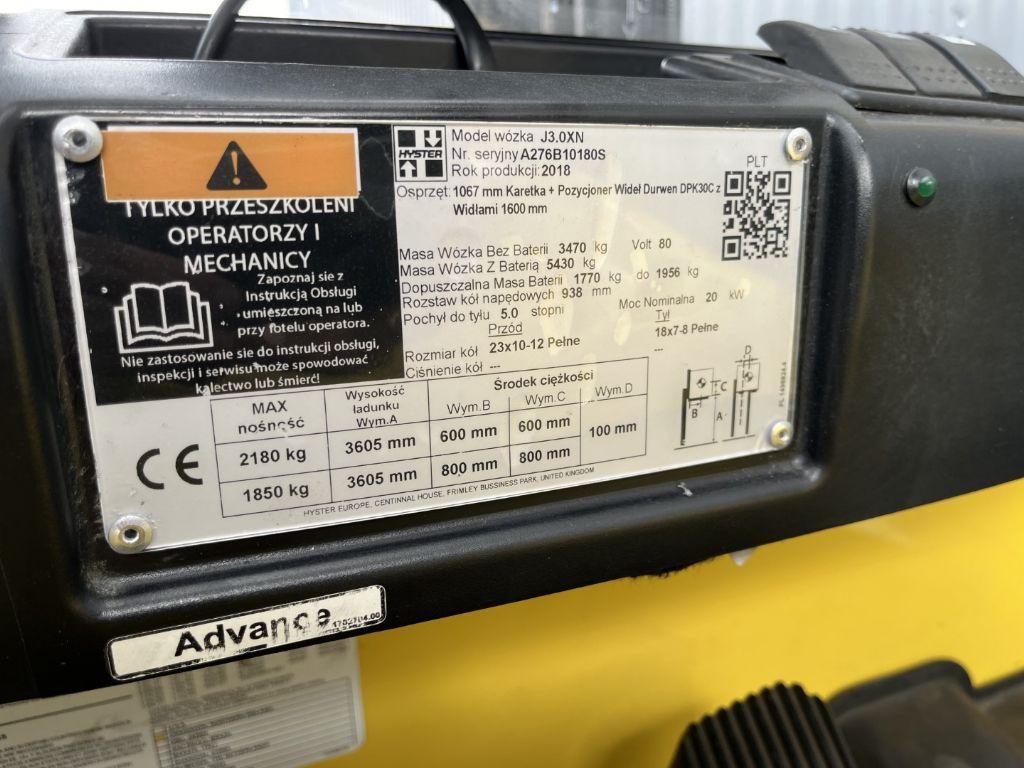 HYSTER
Model wózka J3.0XN
Nr. seryjny A276B10180S
Rok produkcji: 2018
PLT
Osprzęt: 1067 mm Karetka + Pozycjoner Wideł Durwen DPK30C z
Widłami 1600 mm
TYLKO PRZESZKOLENI
OPERATORZY I
MECHANICY
Zapoznaj sie z
Instrukcją Obsługi
umieszczoną na lub
przy fotelu operatora.
Nie zastosowanie sie do instrukcji obsługi,
inspekcji i serwisu może spowodować
kalectwo lub śmierć!
Masa Wózka Bez Baterii 3470 kg Volt 80
Masa Wózka Z Baterią 5430 kg
Dopuszczalna Masa Baterii 1770 kg do 1956 kg
Rozstaw kół napędowych 938 mm Moc Nominalna 20 kW
Pochył do tyłu 5.0 stopni
Przód Tył
Rozmiar kół 23x10-12 Pełne 18x7-8 Pełne
Ciśnienie kół --- ---
MAX nośność Wysokość ładunku Wym.A Środek ciężkości
Wym.B Wym.C Wym.D
2180 kg 3605 mm 600 mm 600 mm 100 mm
1850 kg 3605 mm 800 mm 800 mm
D
C
B A
CE
HYSTER EUROPE, CENTINNAL HOUSE, FRIMLEY BUSSINESS PARK, UNITED KINGDOM
Advance